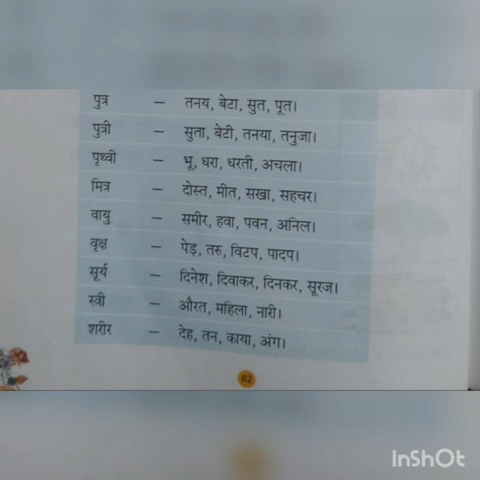 पुत्र – तनय, बेटा, सुत, पूत।
पुत्री – सुता, बेटी, तनया, तनुजा।
पृथ्वी – भू, धरा, धरती, अचला।
मित्र – दोस्त, मीत, सखा, सहचर।
वायु – समीर, हवा, पवन, अनिल।
वृक्ष – पेड़, तरु, विटप, पादप।
सूर्य – दिनेश, दिवाकर, दिनकर, सूरज।
स्त्री – औरत, महिला, नारी।
शरीर – देह, तन, काया, अंग।
62
InShOt